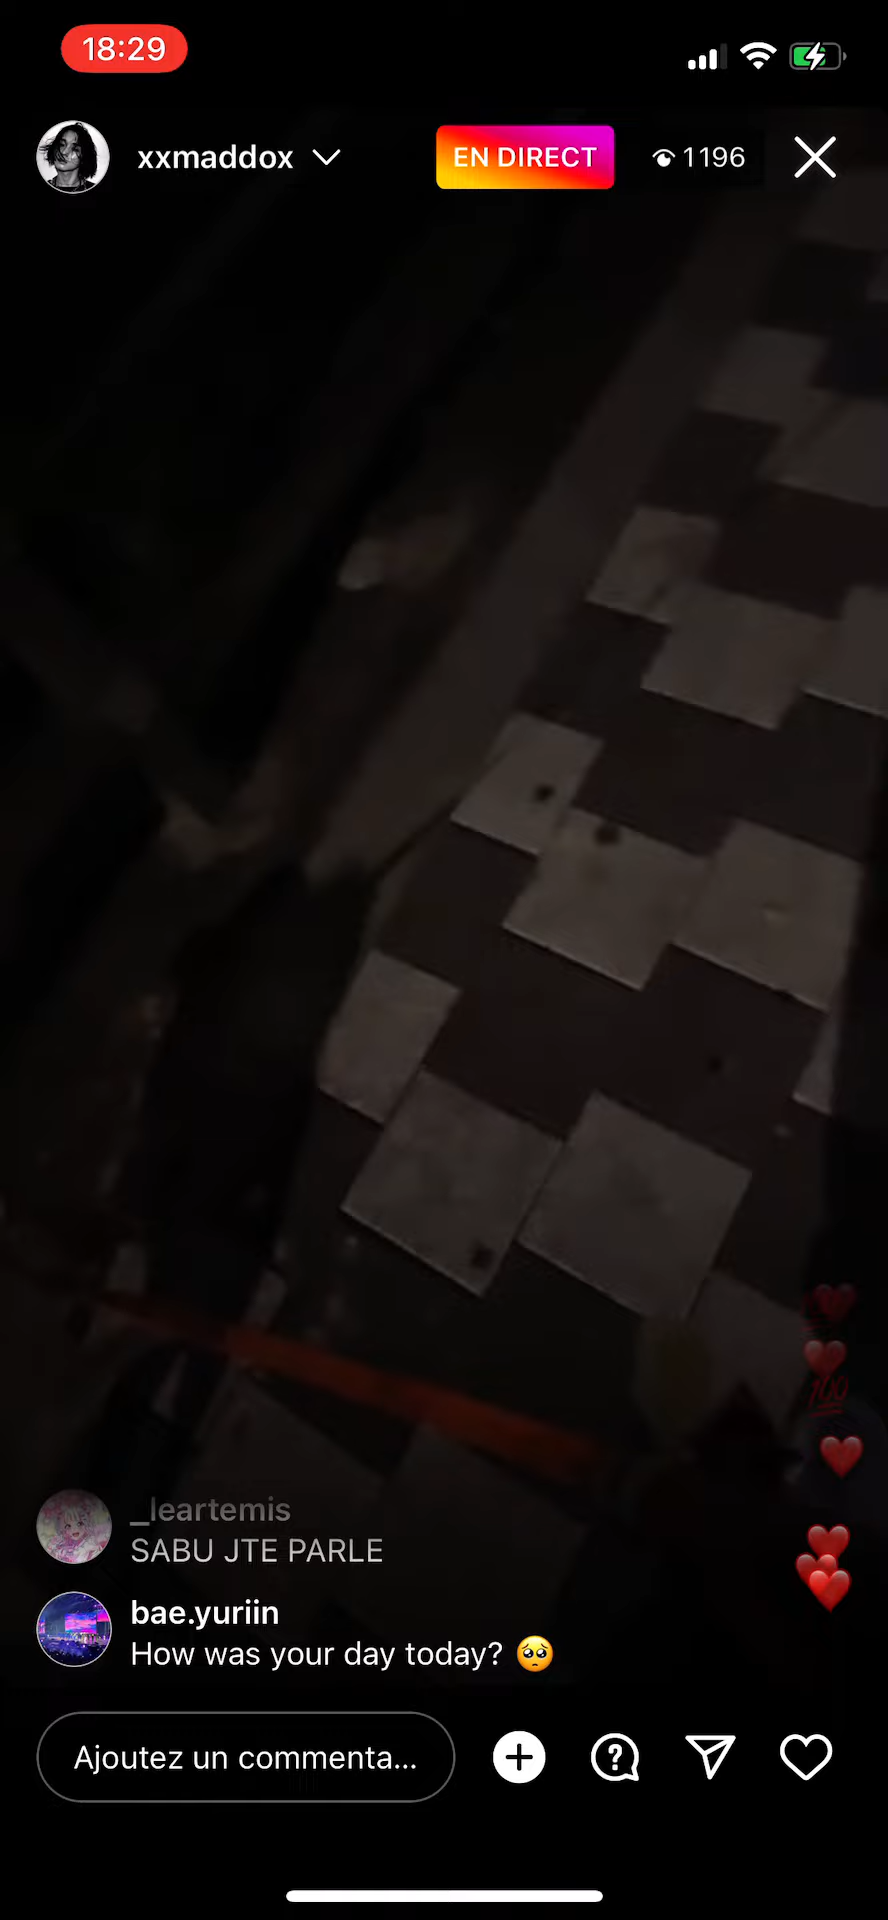 18:29
xxmaddox
EN DIRECT
1196
_leartemis
SABU JTE PARLE
bae.yuriin
How was your day today? 🥺
Ajoutez un commenta...